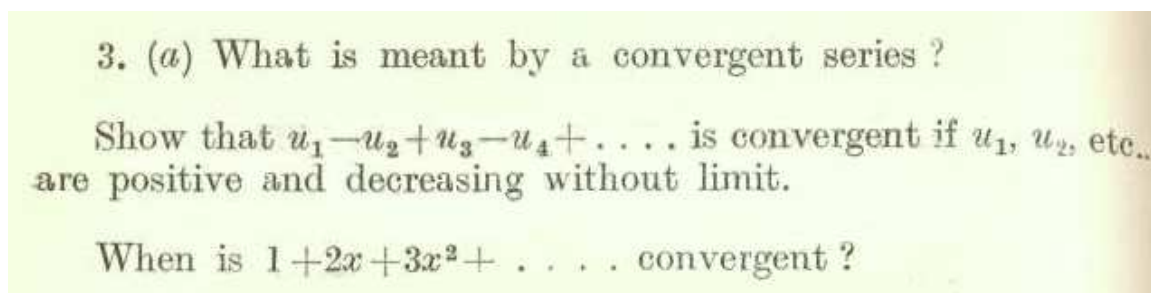 3. (a) What is meant by a convergent series ?
Show that u₁—u₂+u₃—u₄+. . . . is convergent if u₁, u₂, etc..
are positive and decreasing without limit.
When is 1+2x+3x²+ . . . . convergent ?